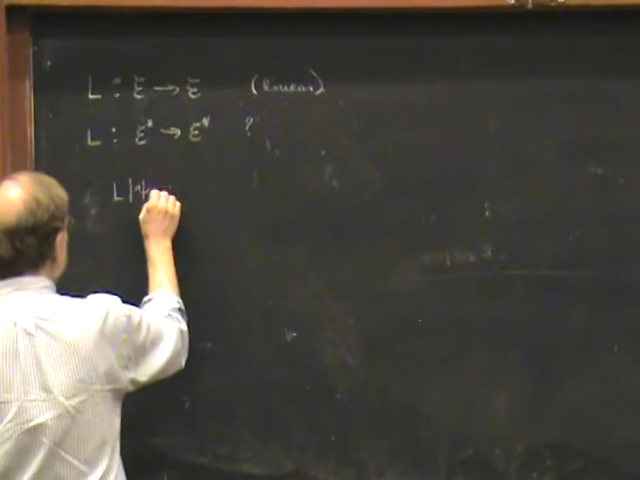 L : ℰ → ℰ (linear)
L : ℰ* → ℰ* ?
L|ψ